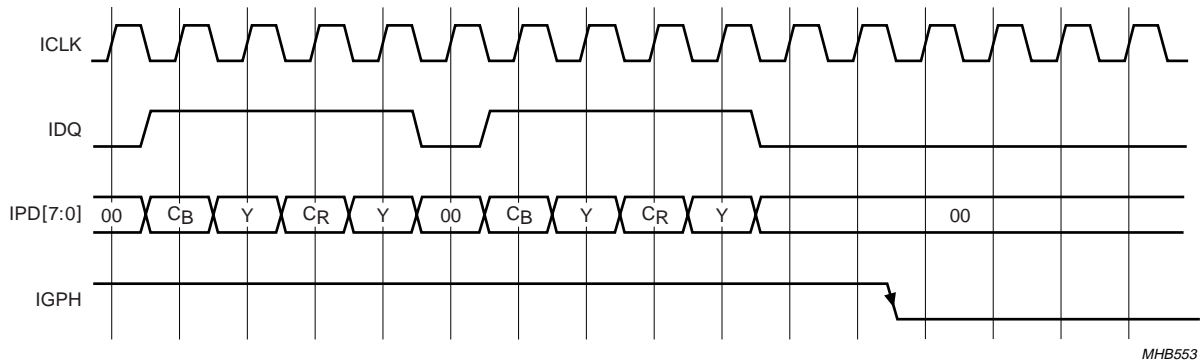 ICLK
IDQ
IPD[7:0] 00 CB Y CR Y 00 CB Y CR Y 00
IGPH
MHB553